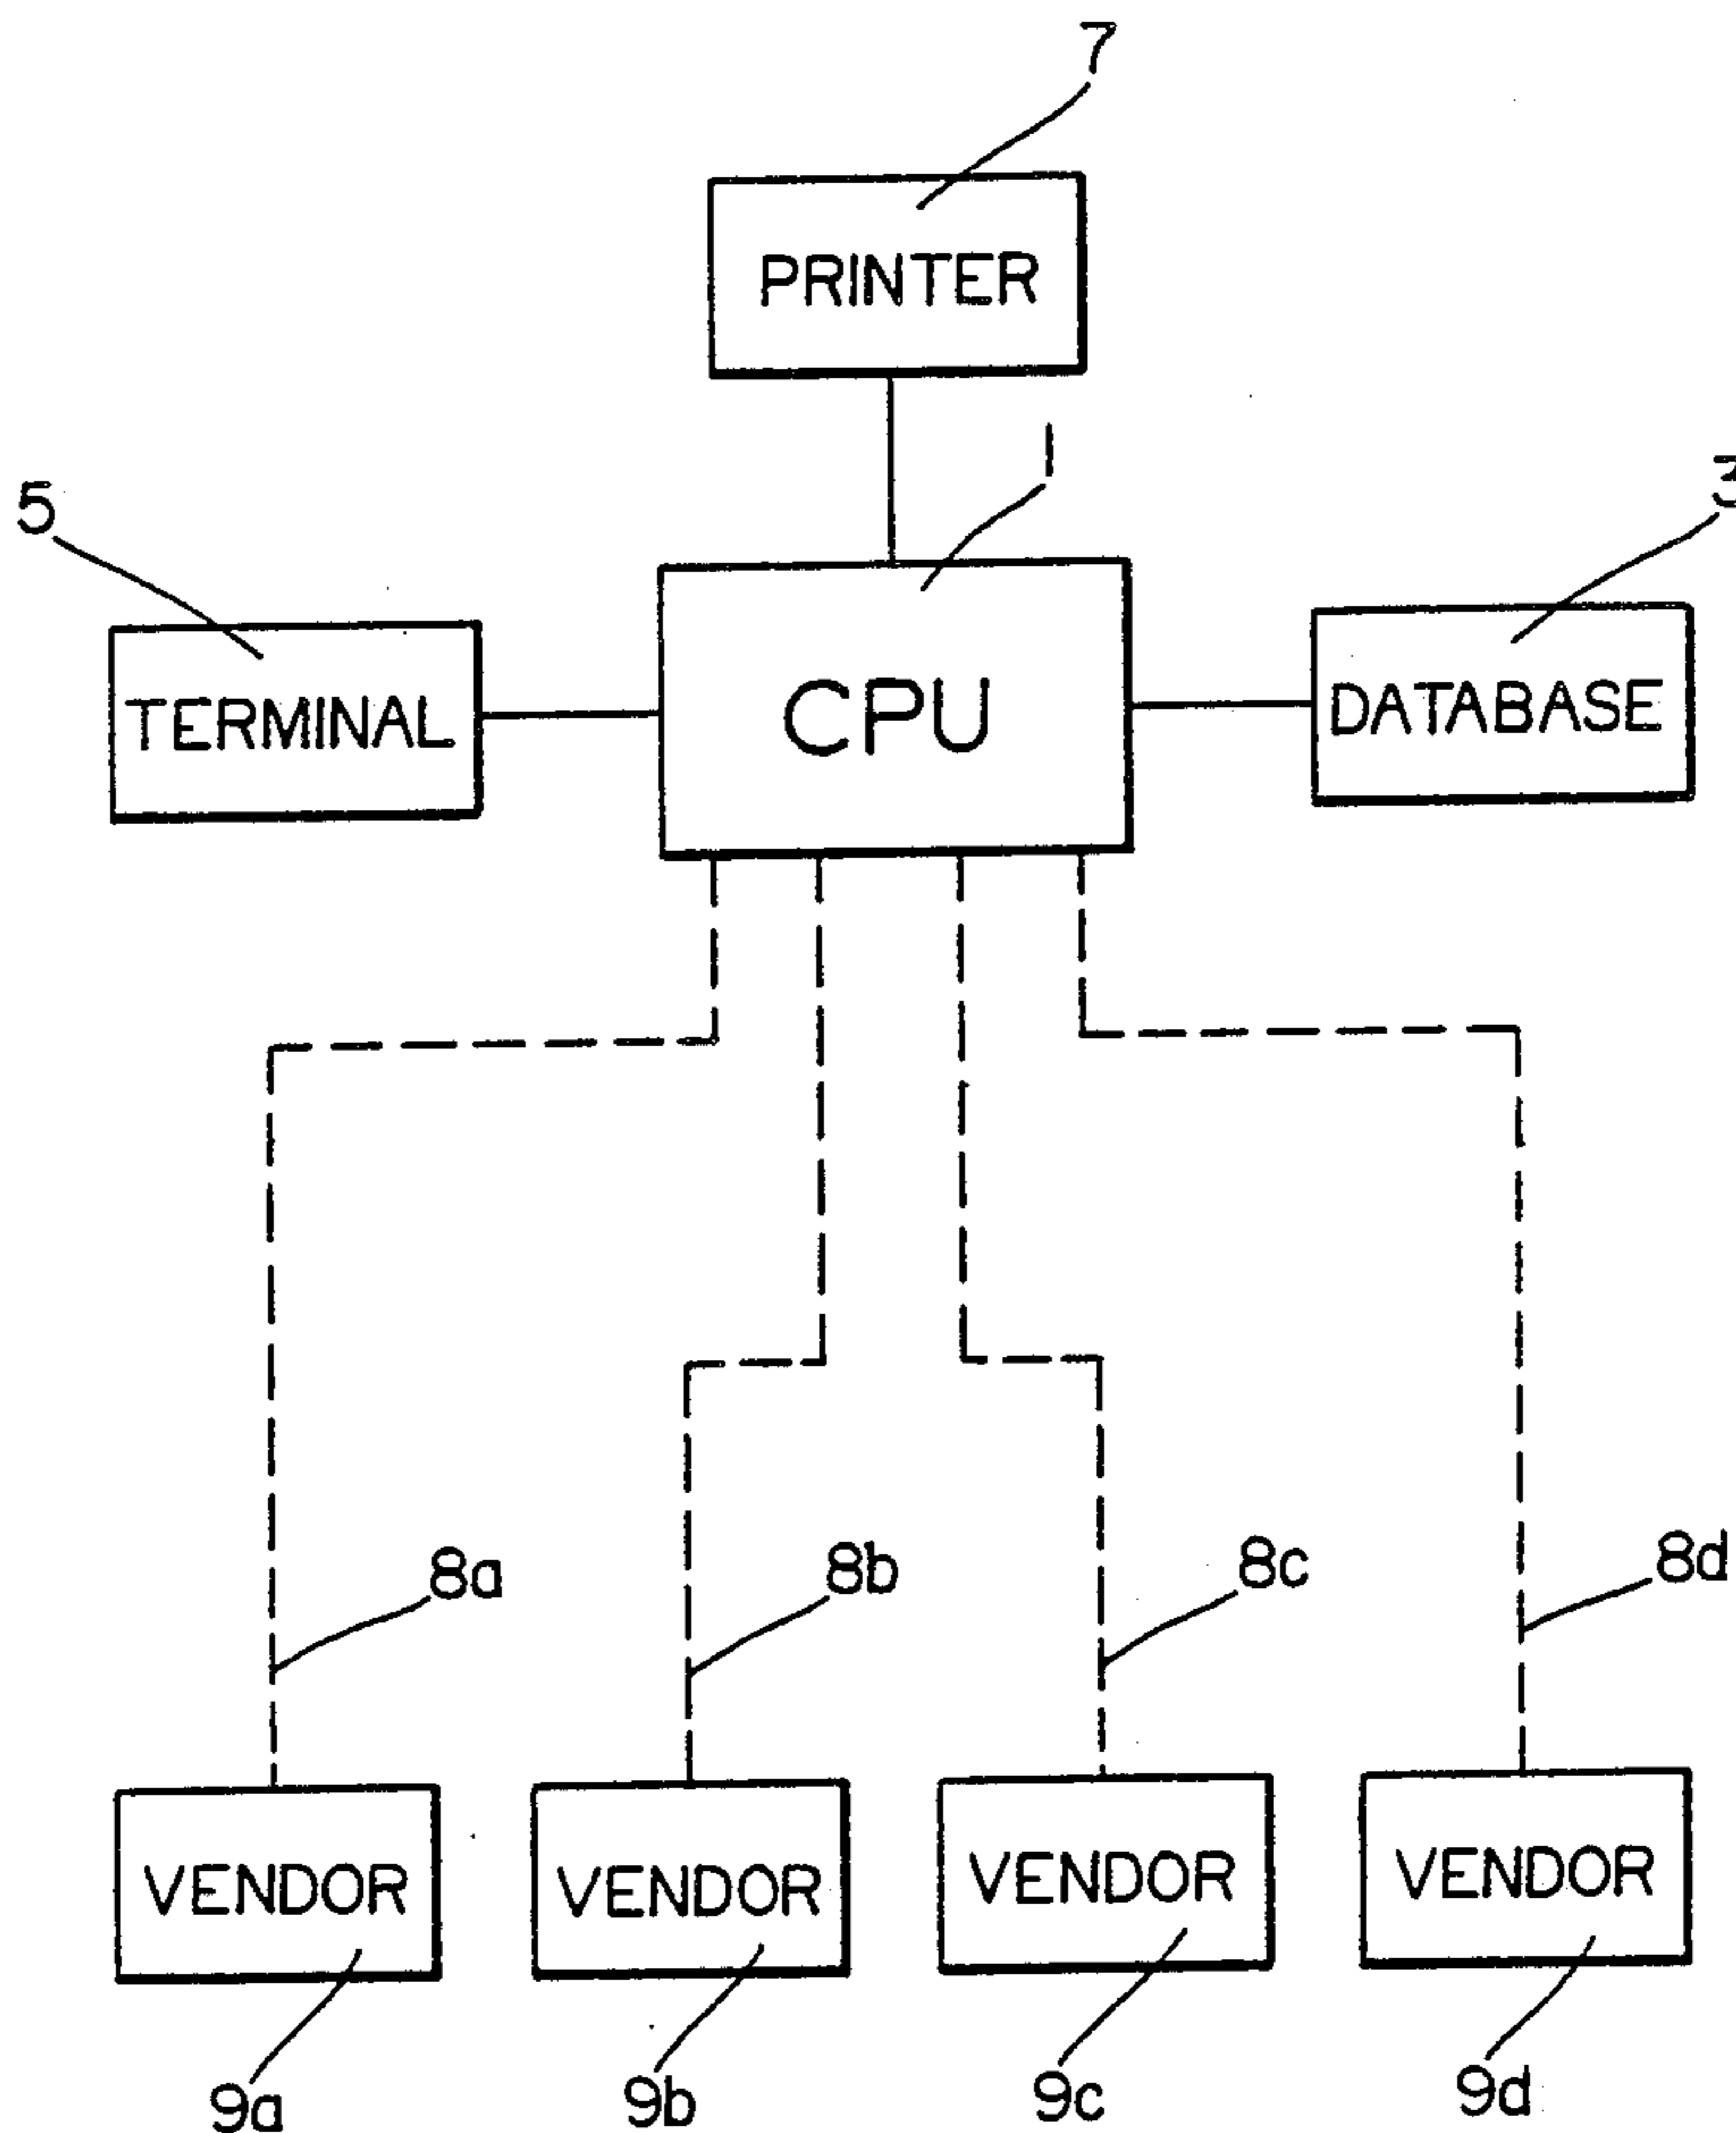 7
PRINTER
1
5
3
TERMINAL
CPU
DATABASE
8a
8b
8c
8d
VENDOR
VENDOR
VENDOR
VENDOR
9a
9b
9c
9d